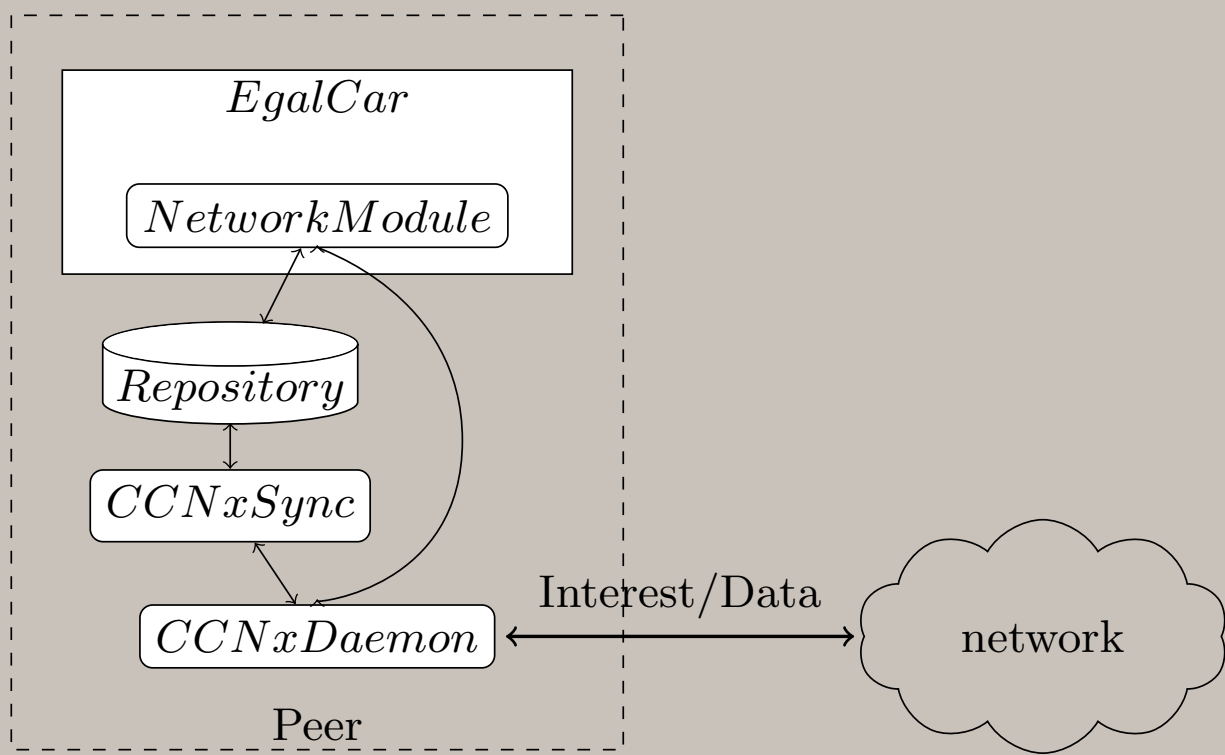 EgalCar
NetworkModule
Repository
CCNxSync
Interest/Data
CCNxDaemon
network
Peer